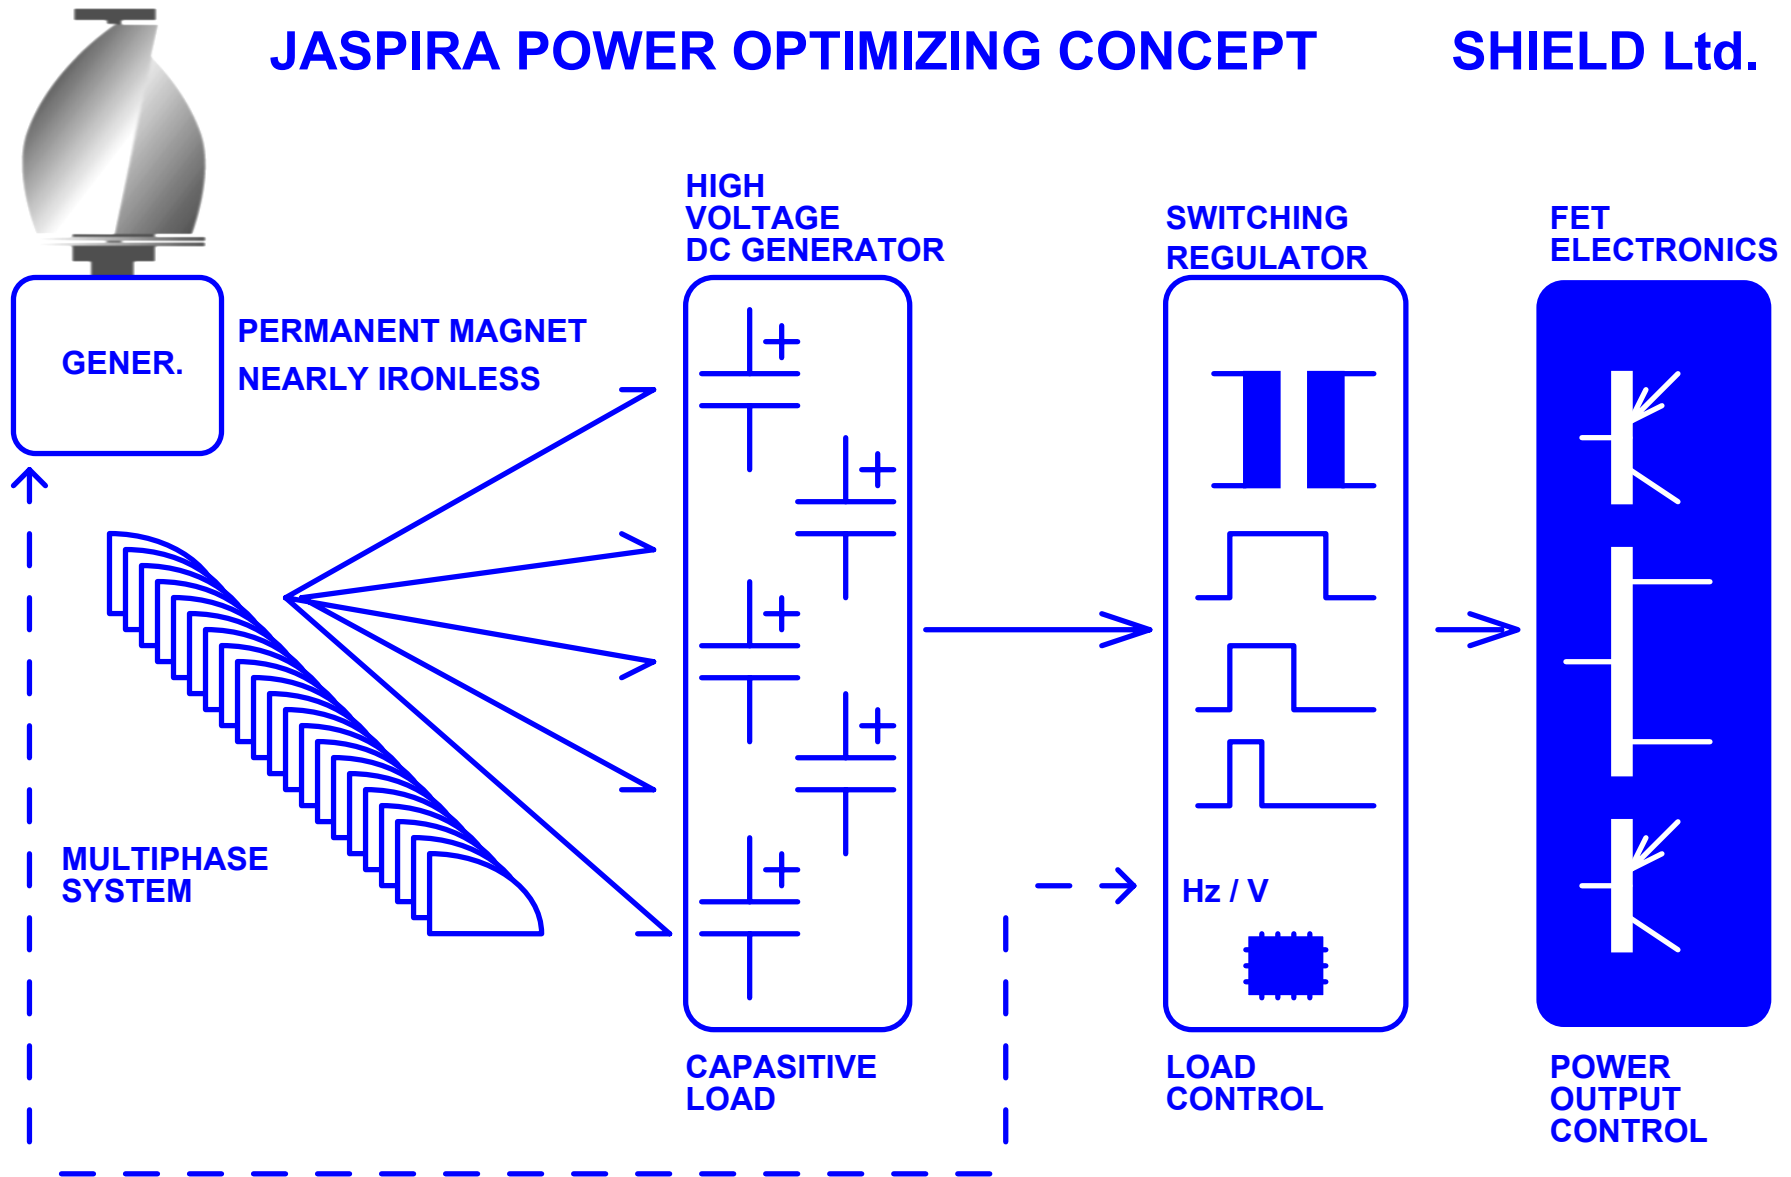 JASPIRA POWER OPTIMIZING CONCEPT
SHIELD Ltd.
GENER.
PERMANENT MAGNET
NEARLY IRONLESS
MULTIPHASE
SYSTEM
HIGH
VOLTAGE
DC GENERATOR
CAPASITIVE
LOAD
SWITCHING
REGULATOR
Hz / V
LOAD
CONTROL
FET
ELECTRONICS
POWER
OUTPUT
CONTROL